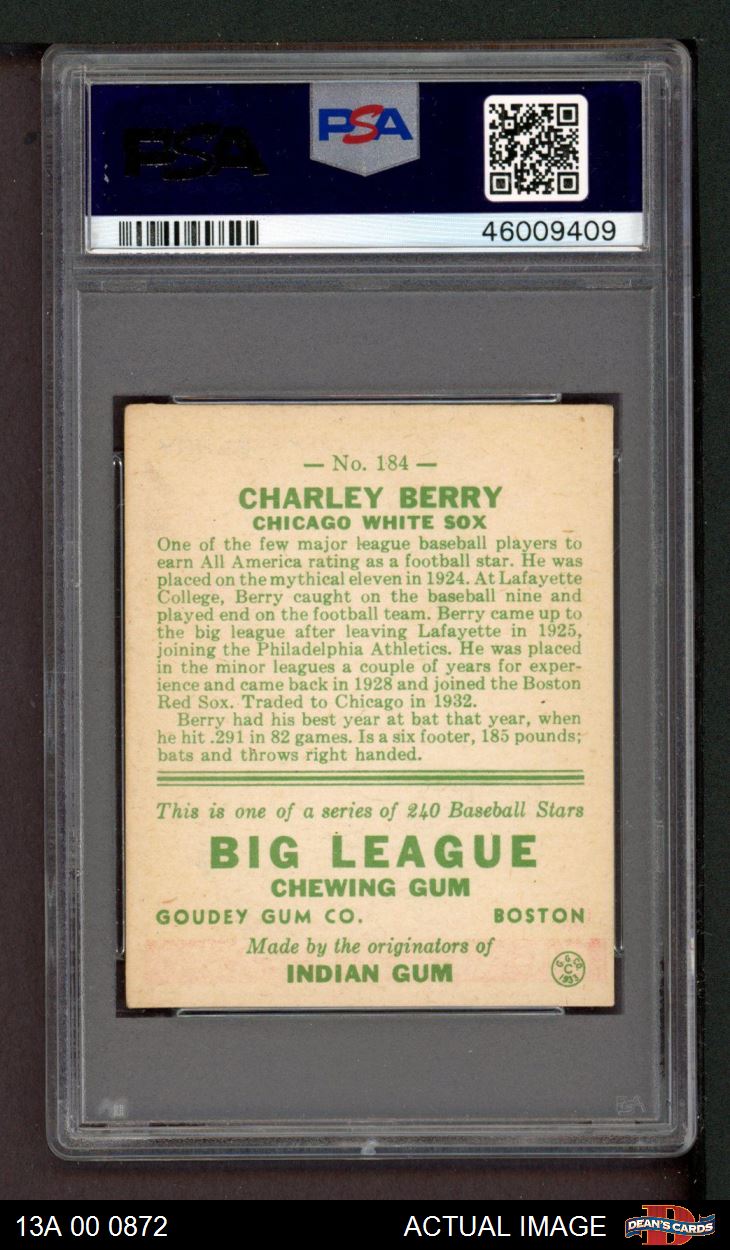 PSA
PSA
46009409
— No. 184 —
CHARLEY BERRY
CHICAGO WHITE SOX
One of the few major league baseball players to
earn All America rating as a football star. He was
placed on the mythical eleven in 1924. At Lafayette
College, Berry caught on the baseball nine and
played end on the football team. Berry came up to
the big league after leaving Lafayette in 1925,
joining the Philadelphia Athletics. He was placed
in the minor leagues a couple of years for exper-
ience and came back in 1928 and joined the Boston
Red Sox. Traded to Chicago in 1932.
Berry had his best year at bat that year, when
he hit .291 in 82 games. Is a six footer, 185 pounds;
bats and throws right handed.
This is one of a series of 240 Baseball Stars
BIG LEAGUE
CHEWING GUM
GOUDEY GUM CO. BOSTON
Made by the originators of
INDIAN GUM
G. G. CO.
C
1933
PSA
13A 00 0872 ACTUAL IMAGE DEAN'S CARDS